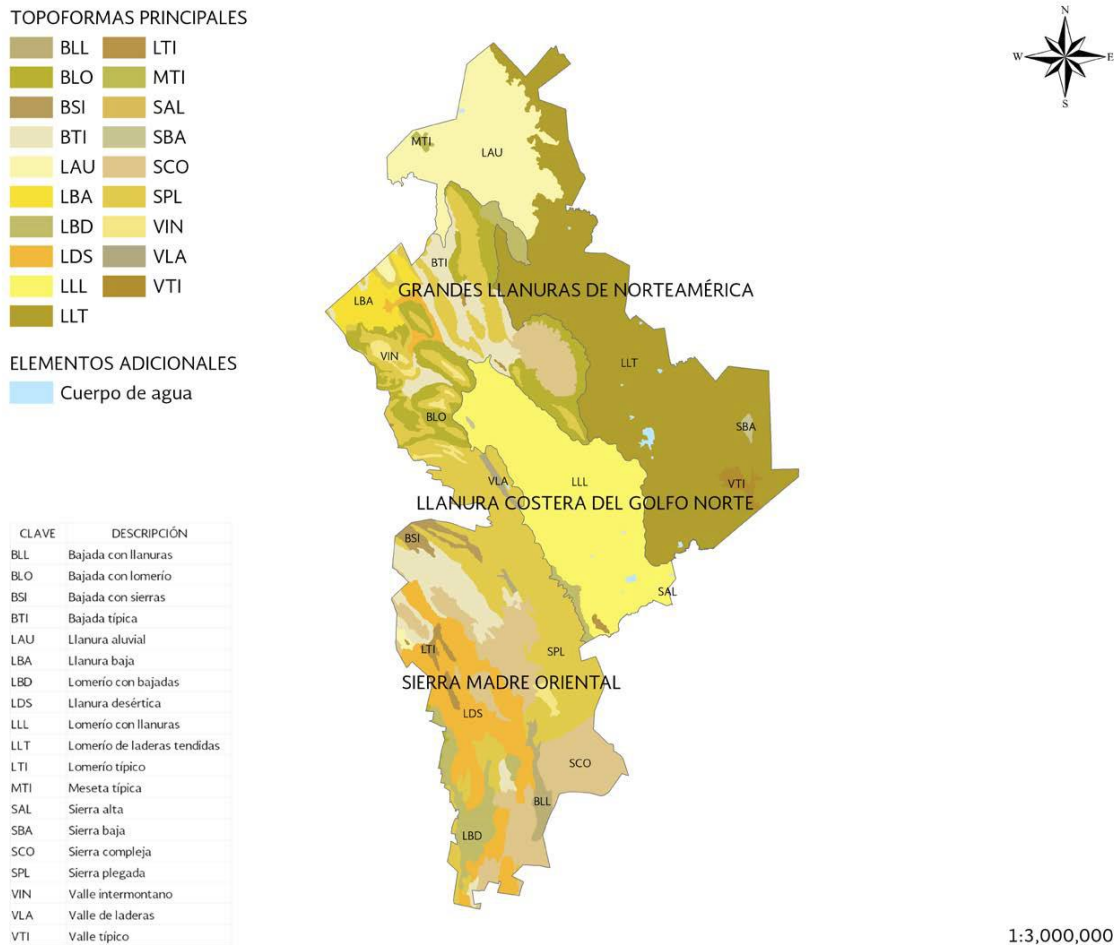 TOPOFORMAS PRINCIPALES
BLL LTI
BLO MTI
BSI SAL
BTI SBA
LAU SCO
LBA SPL
LBD VIN
LDS VLA
LLL VTI
LLT
ELEMENTOS ADICIONALES
Cuerpo de agua
N
W E
S
MTI
LAU
BTI
GRANDES LLANURAS DE NORTEAMÉRICA
LBA
VIN
LLT
BLO
SBA
VLA
LLL
VTI
LLANURA COSTERA DEL GOLFO NORTE
BSI
SAL
LTI
SPL
SIERRA MADRE ORIENTAL
LDS
SCO
BLL
LBD
CLAVE DESCRIPCIÓN
BLL Bajada con llanuras
BLO Bajada con lomerío
BSI Bajada con sierras
BTI Bajada típica
LAU Llanura aluvial
LBA Llanura baja
LBD Lomerío con bajadas
LDS Llanura desértica
LLL Lomerío con llanuras
LLT Lomerío de laderas tendidas
LTI Lomerío típico
MTI Meseta típica
SAL Sierra alta
SBA Sierra baja
SCO Sierra compleja
SPL Sierra plegada
VIN Valle intermontano
VLA Valle de laderas
VTI Valle típico
1:3,000,000